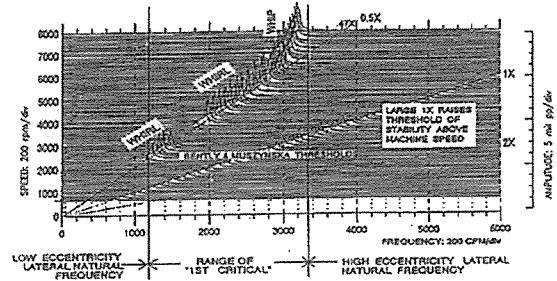 WHIP
.47X
0.5X
8000
7000
6000
5000
4000
3000
2000
1000
0
SPEED: 200 rpm/div
WHIRL
WHIRL
1X
2X
LARGE 1X RAISES
THRESHOLD OF
STABILITY ABOVE
MACHINE SPEED
BENTLY & MUSZYNSKA THRESHOLD
AMPLITUDE: 5 mil pp/div
0
1000
2000
3000
4000
5000
6000
FREQUENCY: 200 CPM/div
LOW ECCENTRICITY
LATERAL NATURAL
FREQUENCY
RANGE OF
"1ST CRITICAL"
HIGH ECCENTRICITY LATERAL
NATURAL FREQUENCY